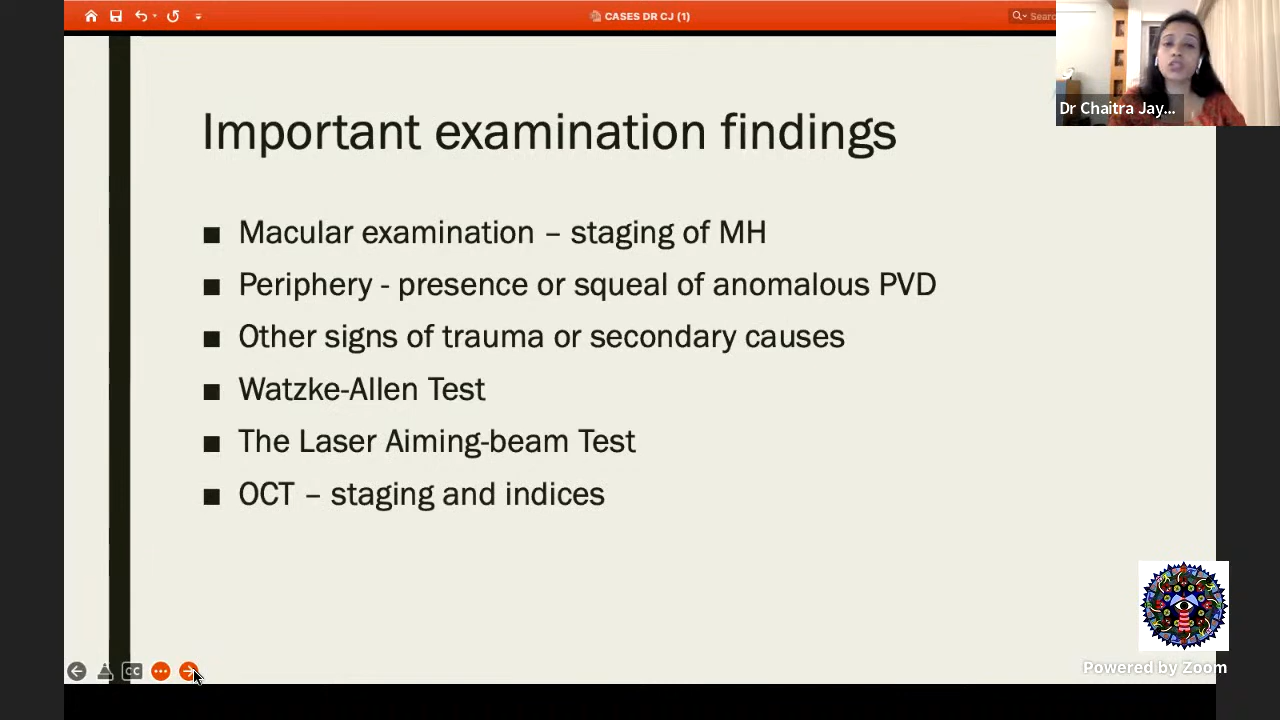 CASES DR CJ (1)
Searc
Dr Chaitra Jay...
Important examination findings
■ Macular examination – staging of MH
■ Periphery - presence or squeal of anomalous PVD
■ Other signs of trauma or secondary causes
■ Watzke-Allen Test
■ The Laser Aiming-beam Test
■ OCT – staging and indices
CC
Powered by Zoom